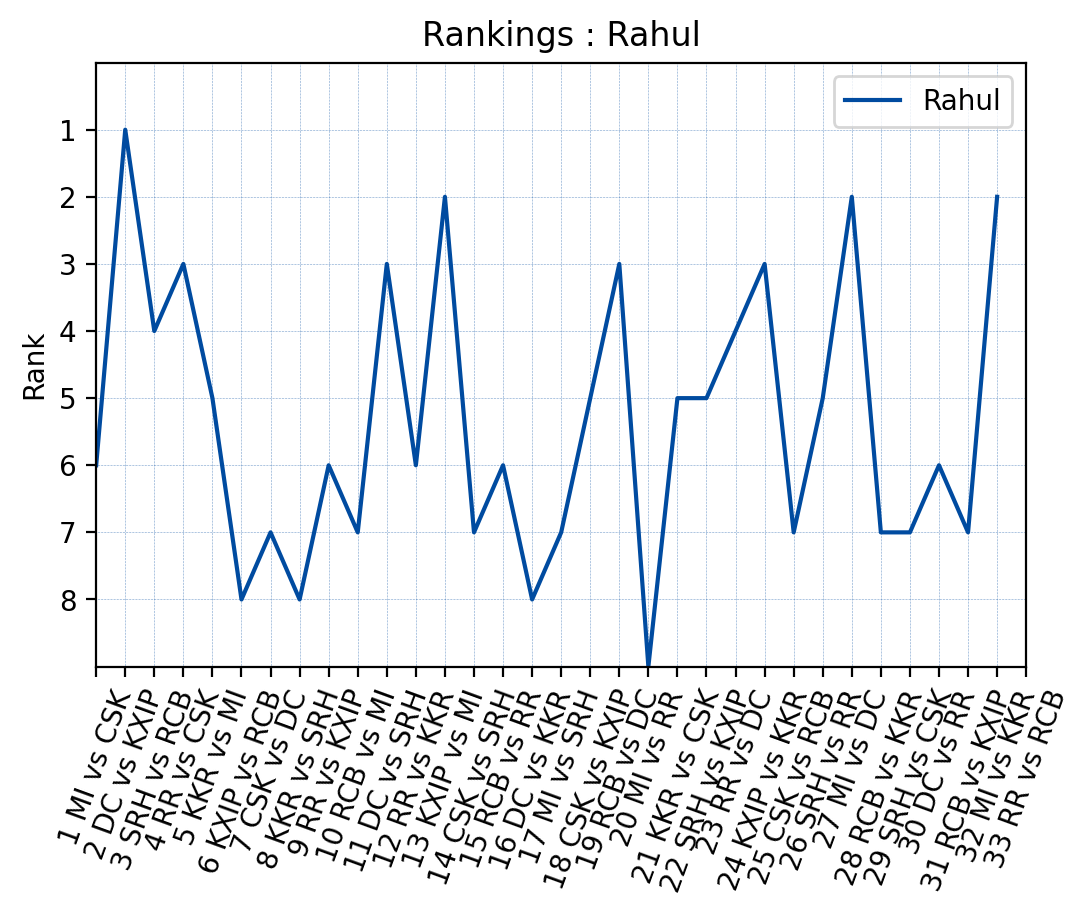 Rankings : Rahul
Rahul
Rank
1
2
3
4
5
6
7
8
1 MI vs CSK
2 DC vs KXIP
3 SRH vs RCB
4 RR vs CSK
5 KKR vs MI
6 KXIP vs RCB
7 CSK vs DC
8 KKR vs SRH
9 RR vs KXIP
10 RCB vs MI
11 DC vs SRH
12 RR vs KKR
13 KXIP vs MI
14 CSK vs SRH
15 RCB vs RR
16 DC vs KKR
17 MI vs SRH
18 CSK vs KXIP
19 RCB vs DC
20 MI vs RR
21 KKR vs CSK
22 SRH vs KXIP
23 RR vs DC
24 KXIP vs KKR
25 CSK vs RCB
26 SRH vs RR
27 MI vs DC
28 RCB vs KKR
29 SRH vs CSK
30 DC vs RR
31 RCB vs KXIP
32 MI vs KKR
33 RR vs RCB